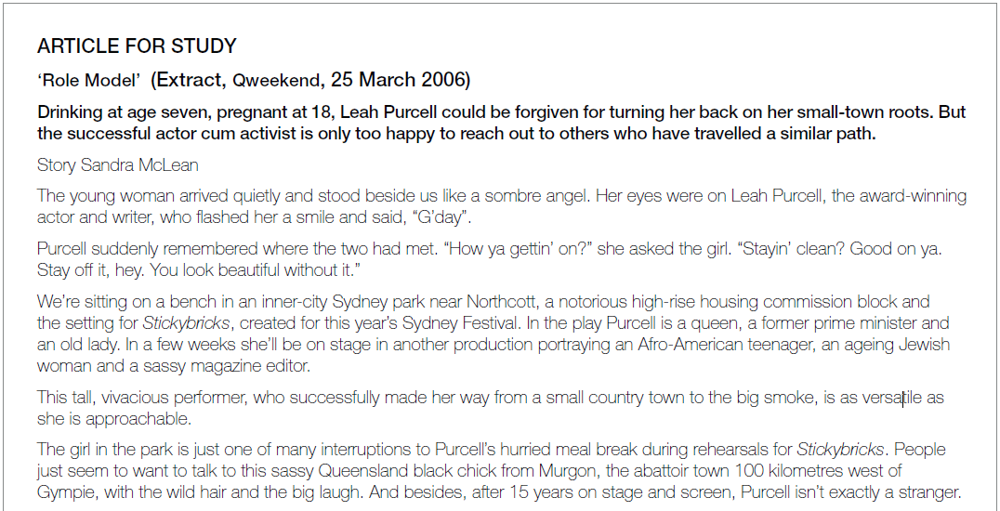 ARTICLE FOR STUDY
‘Role Model’ (Extract, Qweekend, 25 March 2006)
Drinking at age seven, pregnant at 18, Leah Purcell could be forgiven for turning her back on her small-town roots. But
the successful actor cum activist is only too happy to reach out to others who have travelled a similar path.
Story Sandra McLean
The young woman arrived quietly and stood beside us like a sombre angel. Her eyes were on Leah Purcell, the award-winning
actor and writer, who flashed her a smile and said, “G’day”.
Purcell suddenly remembered where the two had met. “How ya gettin’ on?” she asked the girl. “Stayin’ clean? Good on ya.
Stay off it, hey. You look beautiful without it.”
We’re sitting on a bench in an inner-city Sydney park near Northcott, a notorious high-rise housing commission block and
the setting for Stickybricks, created for this year’s Sydney Festival. In the play Purcell is a queen, a former prime minister and
an old lady. In a few weeks she’ll be on stage in another production portraying an Afro-American teenager, an ageing Jewish
woman and a sassy magazine editor.
This tall, vivacious performer, who successfully made her way from a small country town to the big smoke, is as versatile as
she is approachable.
The girl in the park is just one of many interruptions to Purcell’s hurried meal break during rehearsals for Stickybricks. People
just seem to want to talk to this sassy Queensland black chick from Murgon, the abattoir town 100 kilometres west of
Gympie, with the wild hair and the big laugh. And besides, after 15 years on stage and screen, Purcell isn’t exactly a stranger.